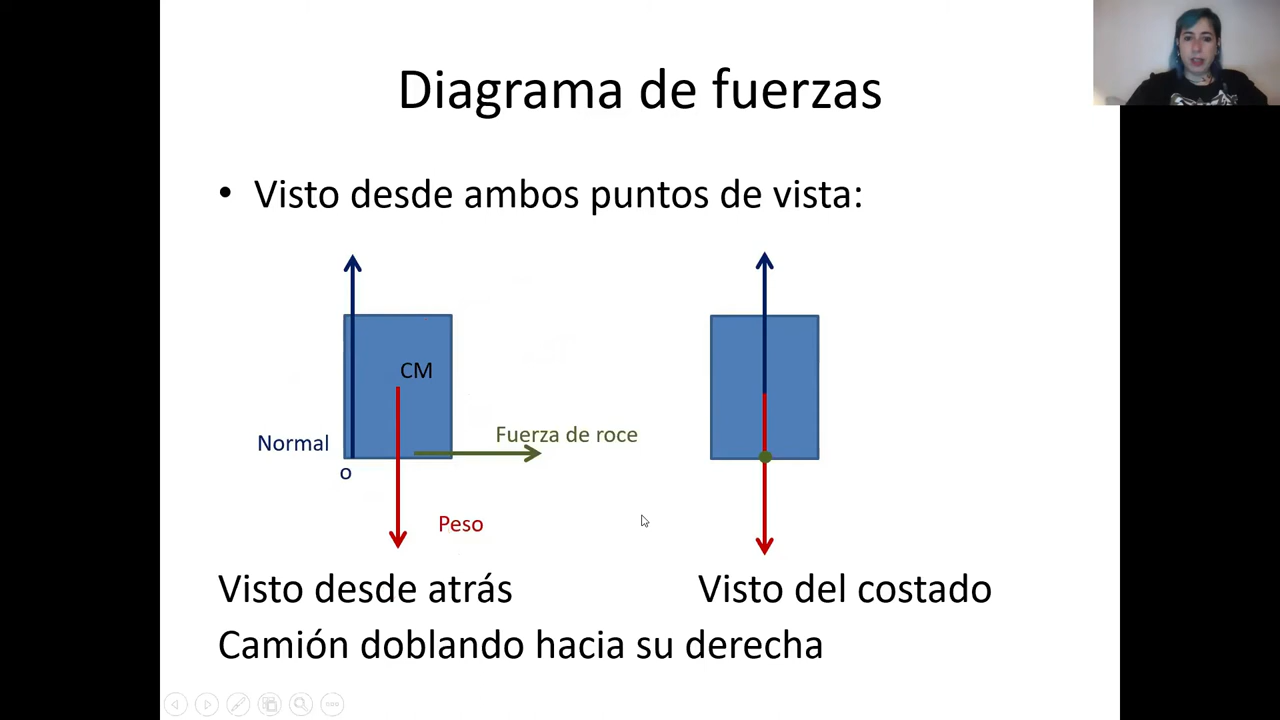 Diagrama de fuerzas
• Visto desde ambos puntos de vista:
CM
Fuerza de roce
Normal
o
Peso
Visto desde atrás
Visto del costado
Camión doblando hacia su derecha